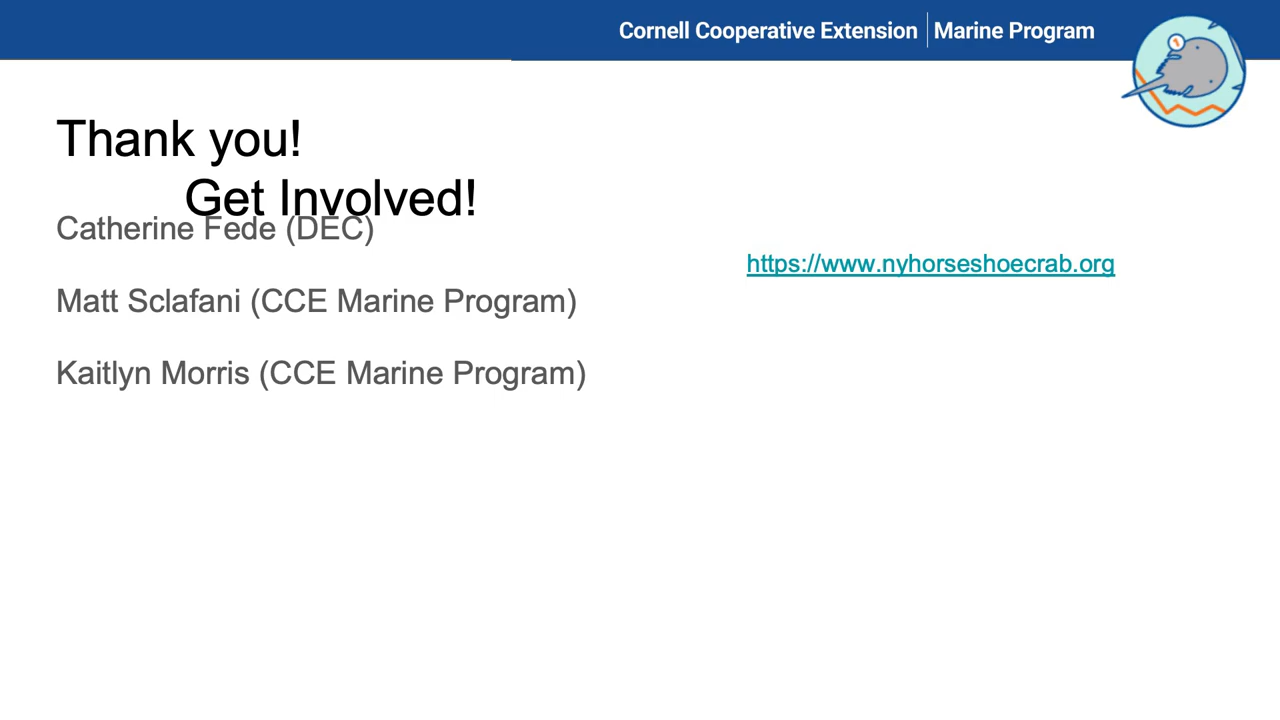 Cornell Cooperative Extension | Marine Program
Thank you!
Get Involved!
Catherine Fede (DEC)
https://www.nyhorseshoecrab.org
Matt Sclafani (CCE Marine Program)
Kaitlyn Morris (CCE Marine Program)